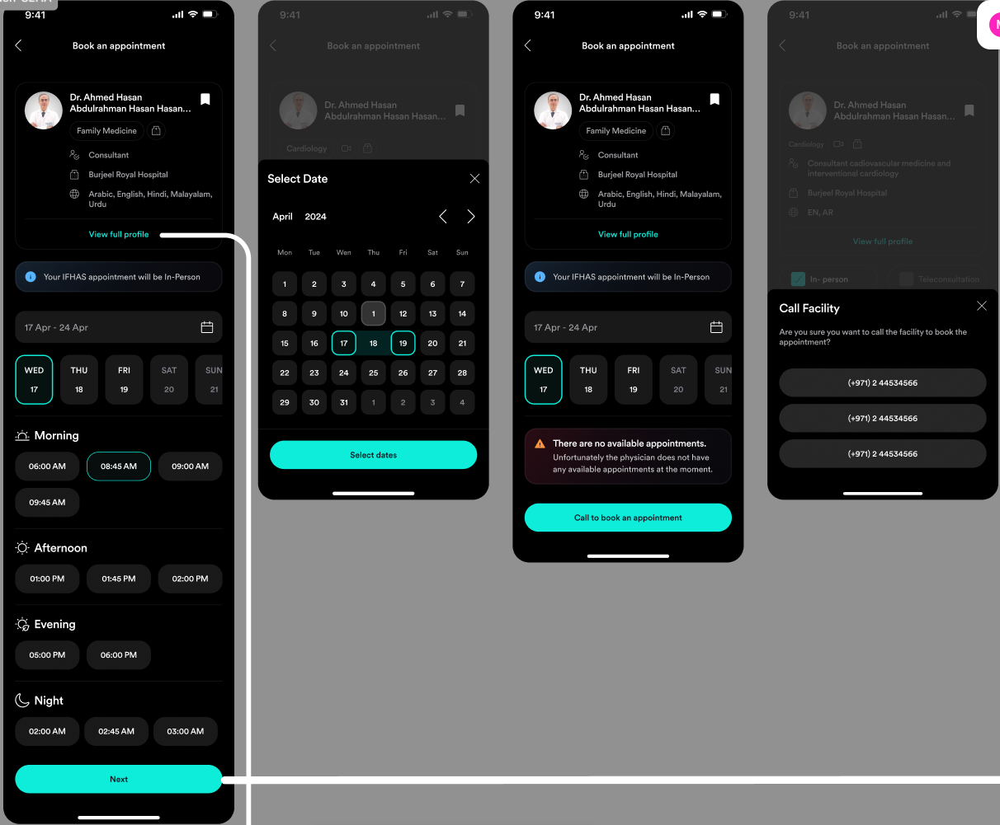 9:41
Book an appointment
Dr. Ahmed Hasan
Abdulrahman Hasan Hasan...
Family Medicine
Consultant
Burjeel Royal Hospital
Arabic, English, Hindi, Malayalam,
Urdu
View full profile
Your IFHAS appointment will be In-Person
17 Apr - 24 Apr
WED THU FRI SAT SUN
17 18 19 20 21
Morning
06:00 AM 08:45 AM 09:00 AM
09:45 AM
Afternoon
01:00 PM 01:45 PM 02:00 PM
Evening
05:00 PM 06:00 PM
Night
02:00 AM 02:45 AM 03:00 AM
Next
9:41
Book an appointment
Dr. Ahmed Hasan
Abdulrahman Hasan Hasan...
Cardiology
Select Date
April 2024
Mon Tue Wen Thu Fri Sat Sun
1 2 3 4 5 6 7
8 9 10 1 12 13 14
15 16 17 18 19 20 21
22 23 24 25 26 27 28
29 30 31 1 2 3 4
Select dates
9:41
Book an appointment
Dr. Ahmed Hasan
Abdulrahman Hasan Hasan...
Family Medicine
Consultant
Burjeel Royal Hospital
Arabic, English, Hindi, Malayalam,
Urdu
View full profile
Your IFHAS appointment will be In-Person
17 Apr - 24 Apr
WED THU FRI SAT SUN
17 18 19 20 21
There are no available appointments.
Unfortunately the physician does not have
any available appointments at the moment.
Call to book an appointment
9:41
Book an appointment
Dr. Ahmed Hasan
Abdulrahman Hasan Hasan...
Cardiology
Consultant cadiovascular medicine and
interventional cardiology
Burjeel Royal Hospital
EN, AR
View full profile
In- person Teleconsultation
Call Facility
Are you sure you want to call the facility to book the
appointment?
(+971) 2 44534566
(+971) 2 44534566
(+971) 2 44534566